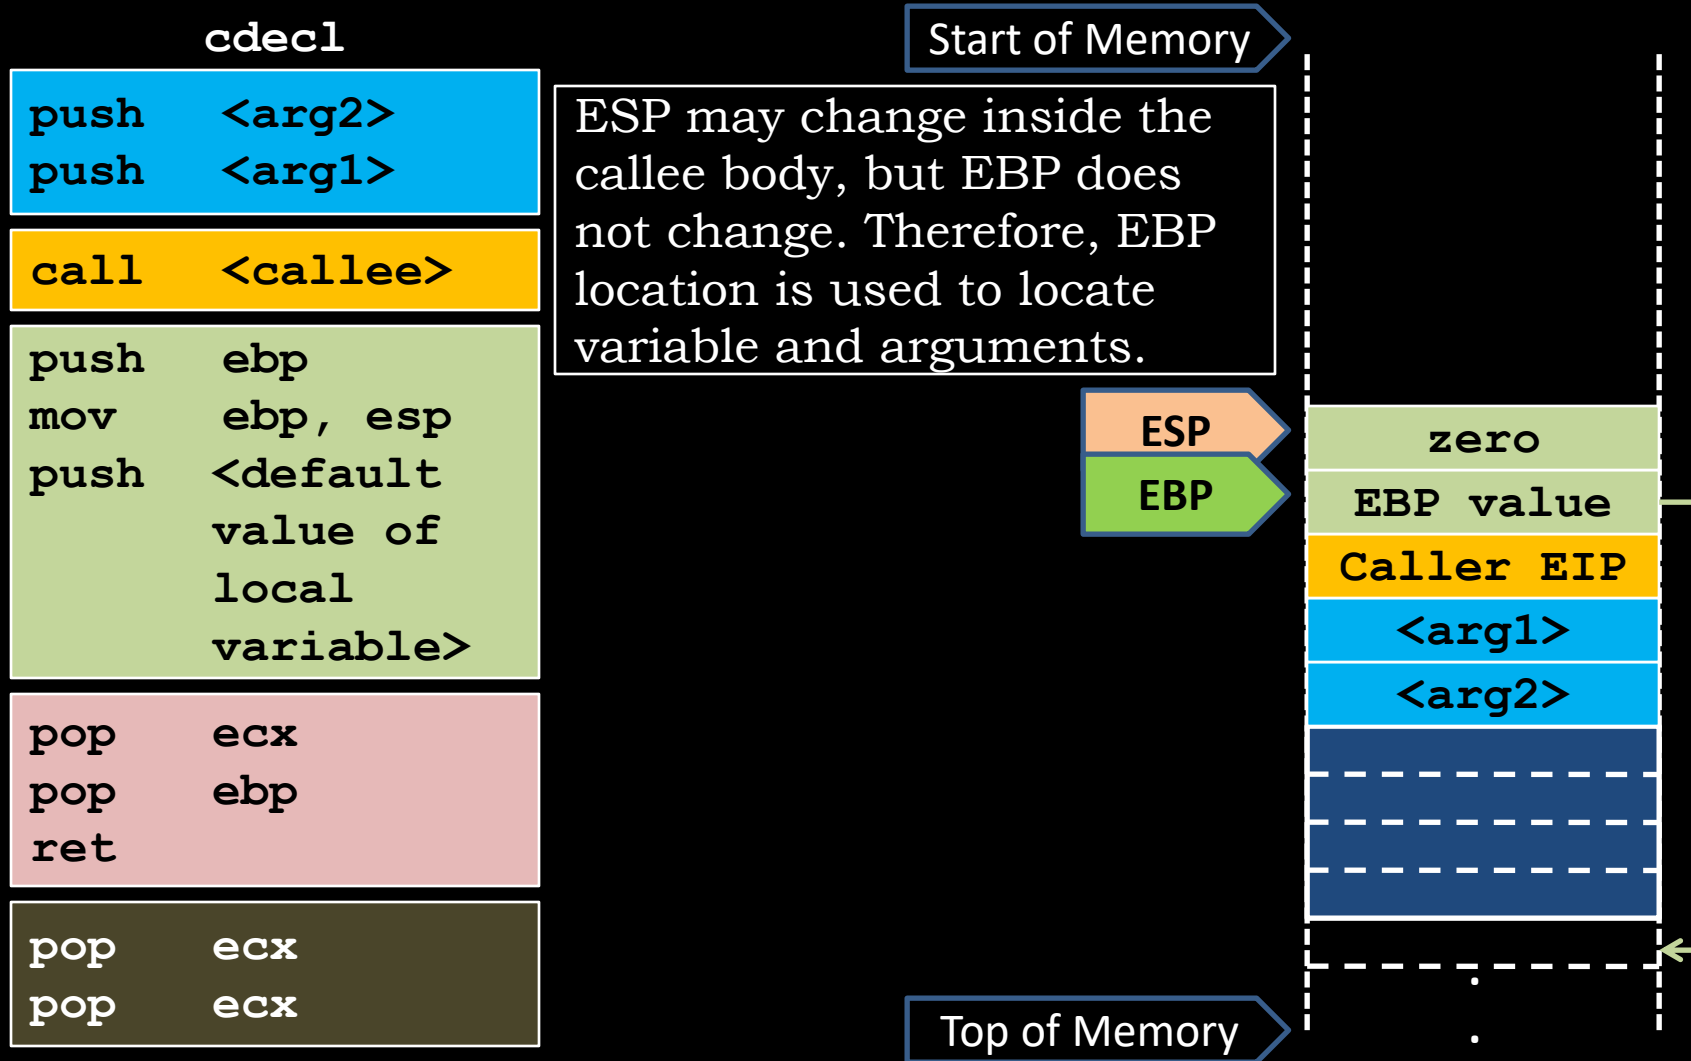 cdecl
push <arg2>
push <arg1>
call <callee>
push ebp
mov ebp, esp
push <default
value of
local
variable>
pop ecx
pop ebp
ret
pop ecx
pop ecx
Start of Memory
ESP may change inside the
callee body, but EBP does
not change. Therefore, EBP
location is used to locate
variable and arguments.
ESP
EBP
zero
EBP value
Caller EIP
<arg1>
<arg2>
.
.
Top of Memory